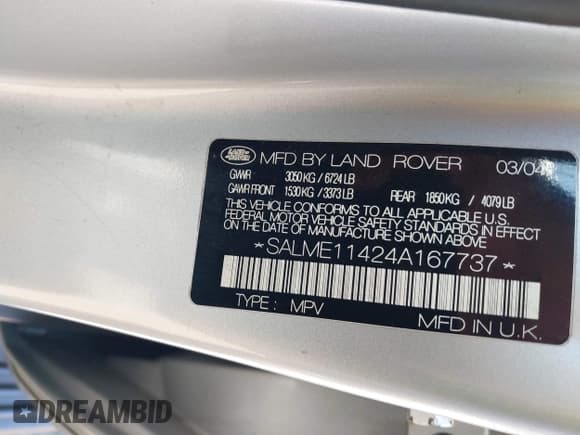 LAND-
ROVER
MFD BY LAND ROVER 03/04
GVWR 3050 KG / 6724 LB
GAWR FRONT 1530 KG / 3373 LB REAR 1850 KG / 4079 LB
THIS VEHICLE CONFORMS TO ALL APPLICABLE U.S.
FEDERAL MOTOR VEHICLE SAFETY STANDARDS IN EFFECT
ON THE DATE OF MANUFACTURE SHOWN ABOVE
*SALME11424A167737*
TYPE : MPV MFD IN U.K.
DREAMBID